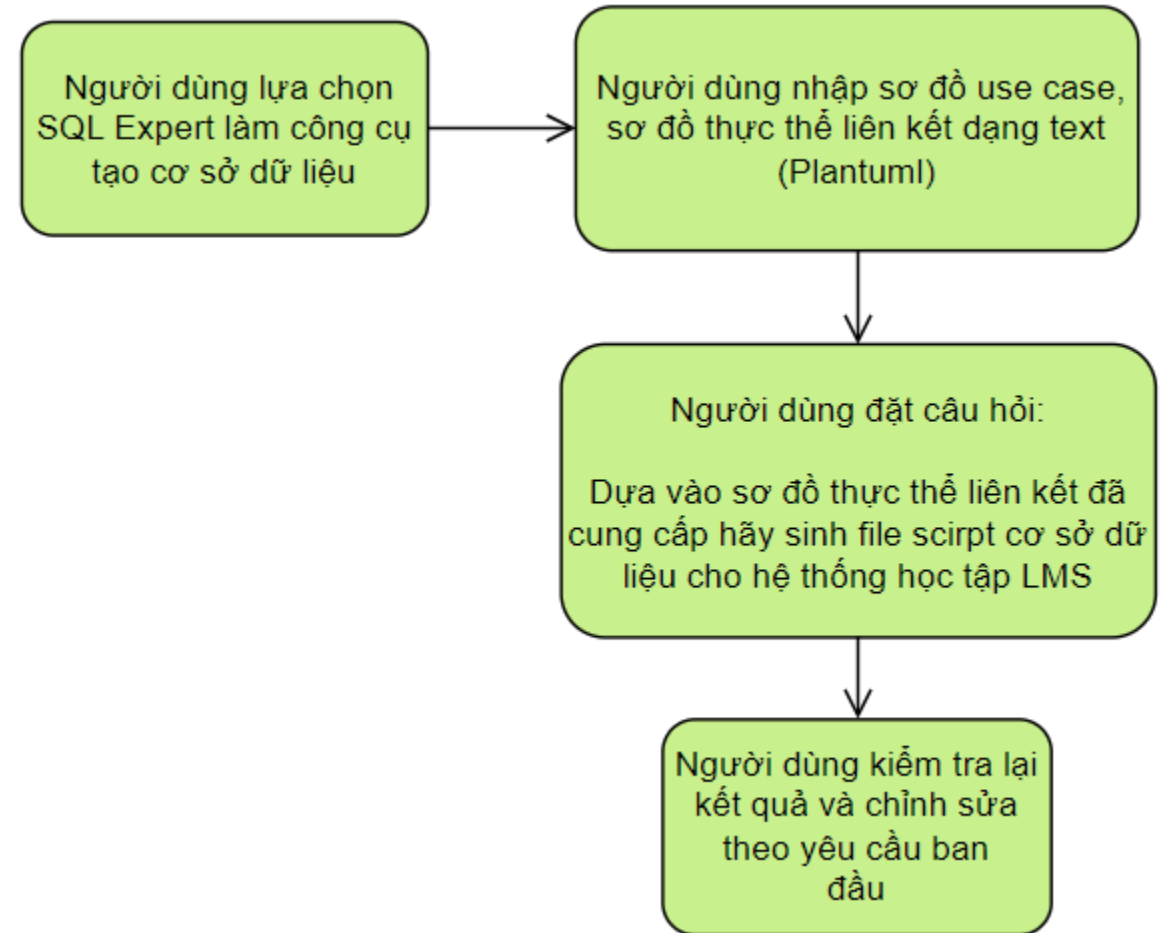 Người dùng lựa chọn
SQL Expert làm công cụ
tạo cơ sở dữ liệu
Người dùng nhập sơ đồ use case,
sơ đồ thực thể liên kết dạng text
(Plantuml)
Người dùng đặt câu hỏi:
Dựa vào sơ đồ thực thể liên kết đã
cung cấp hãy sinh file scirpt cơ sở dữ
liệu cho hệ thống học tập LMS
Người dùng kiểm tra lại
kết quả và chỉnh sửa
theo yêu cầu ban
đầu